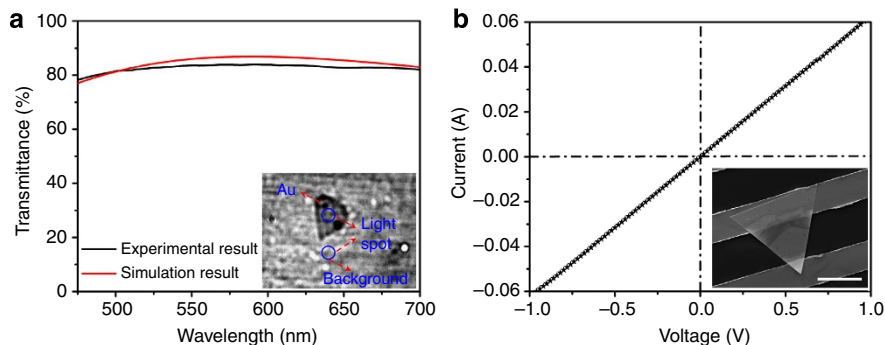 a
100
80
60
40
20
0
Transmittance (%)
500
550
600
650
700
Wavelength (nm)
Experimental result
Simulation result
Au
Light
spot
Background
b
0.06
0.04
0.02
0.00
−0.02
−0.04
−0.06
Current (A)
−1.0
−0.5
0.0
0.5
1.0
Voltage (V)